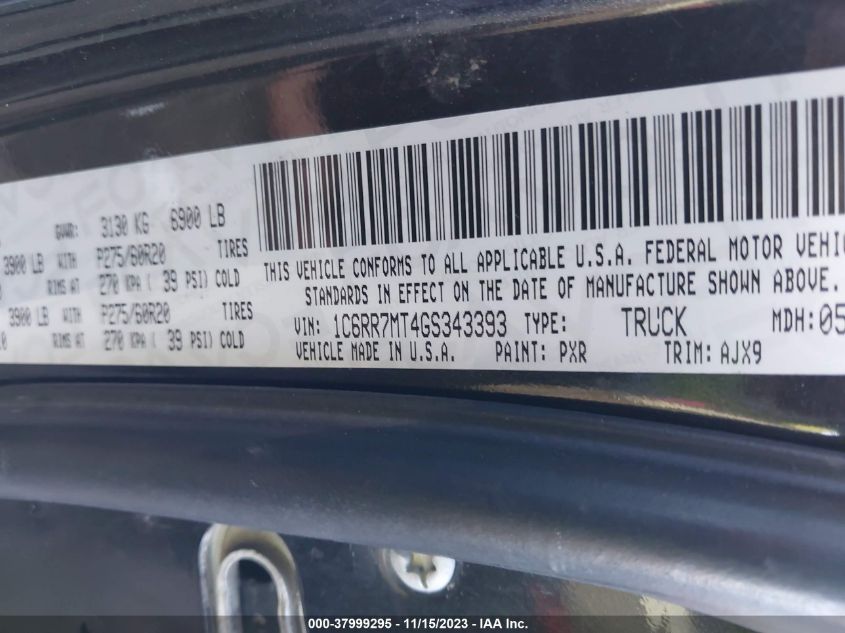 GVWR: 3130 KG 6900 LB
3900 LB WITH P275/60R20 TIRES
RIMS AT 270 KPA ( 39 PSI) COLD
3900 LB WITH P275/60R20 TIRES
RIMS AT 270 KPA ( 39 PSI) COLD
THIS VEHICLE CONFORMS TO ALL APPLICABLE U.S.A. FEDERAL MOTOR
STANDARDS IN EFFECT ON THE DATE OF MANUFACTURE SHOWN ABOVE.
VIN: 1C6RR7MT4GS343393 TYPE: TRUCK MDH:05
VEHICLE MADE IN U.S.A. PAINT: PXR TRIM: AJX9
000-37999295 - 11/15/2023 - IAA Inc.